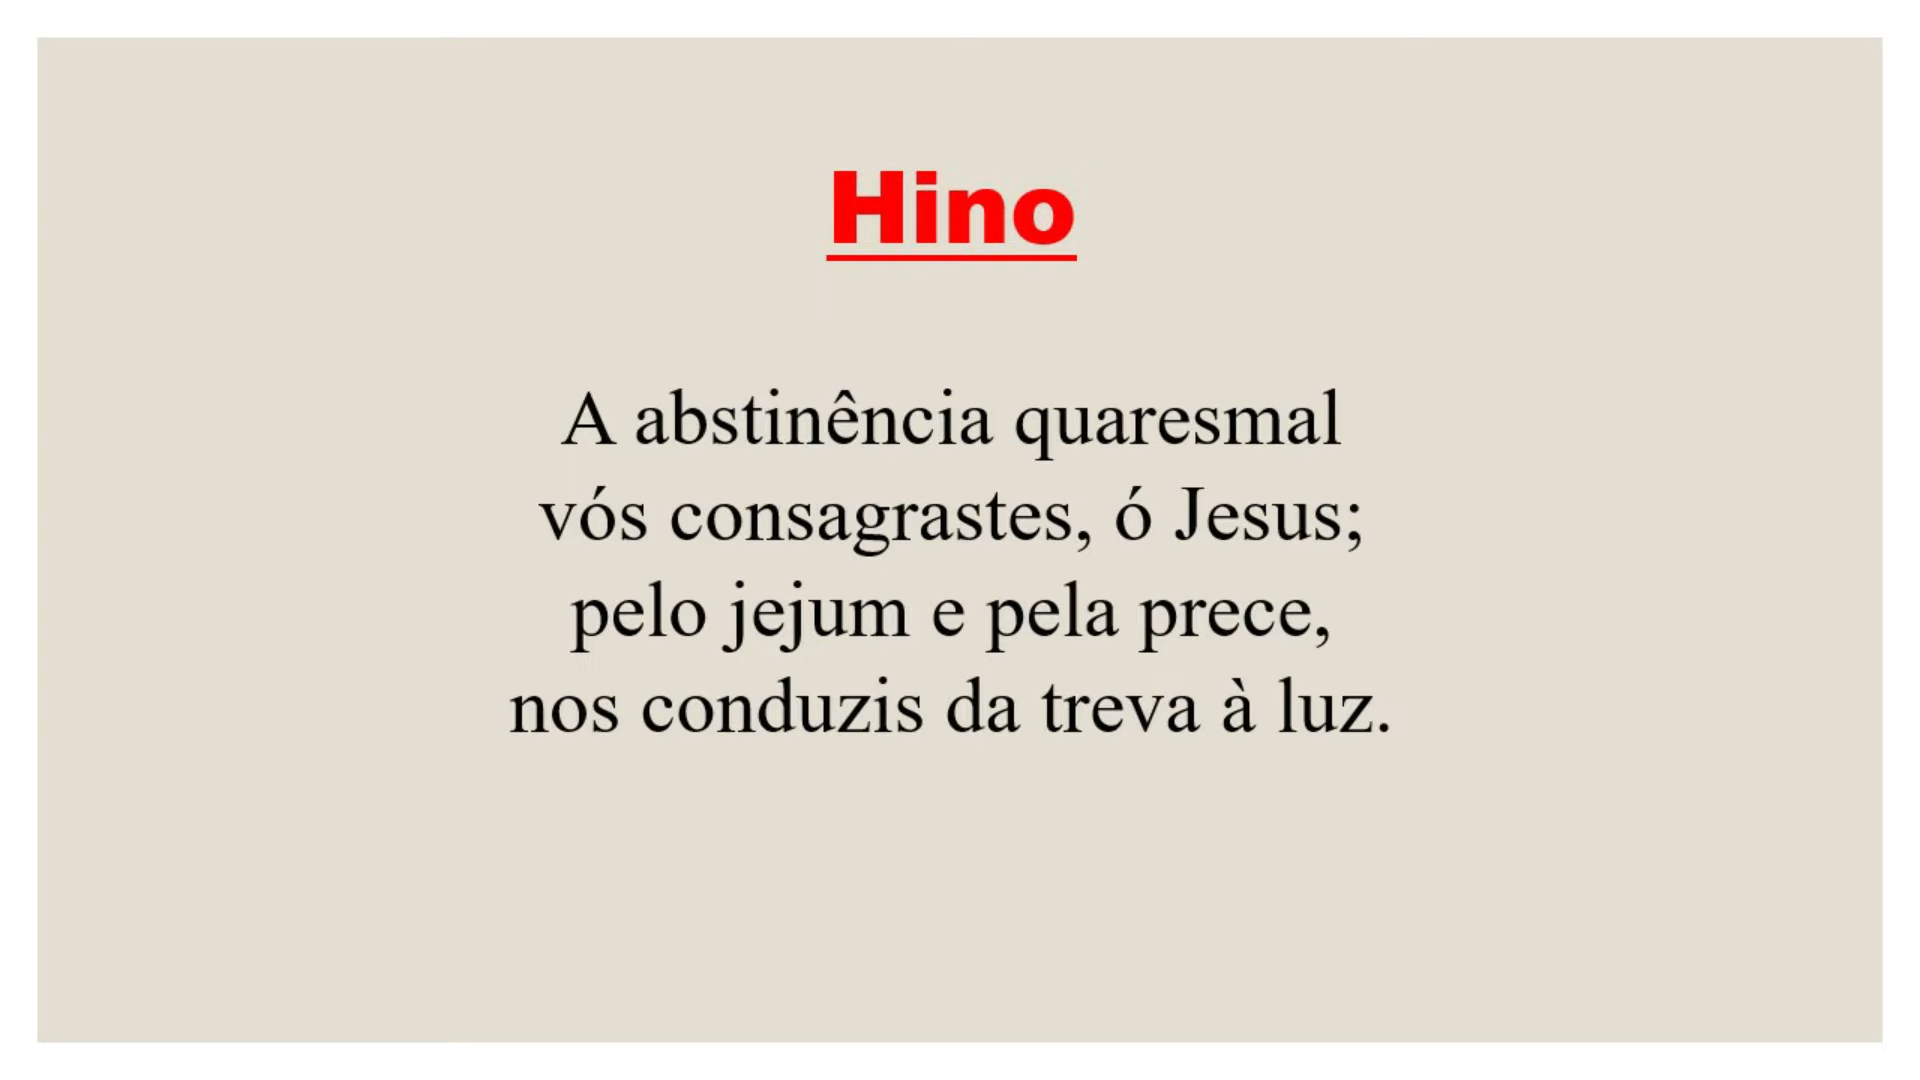 Hino
A abstinência quaresmal
vós consagrastes, ó Jesus;
pelo jejum e pela prece,
nos conduzis da treva à luz.